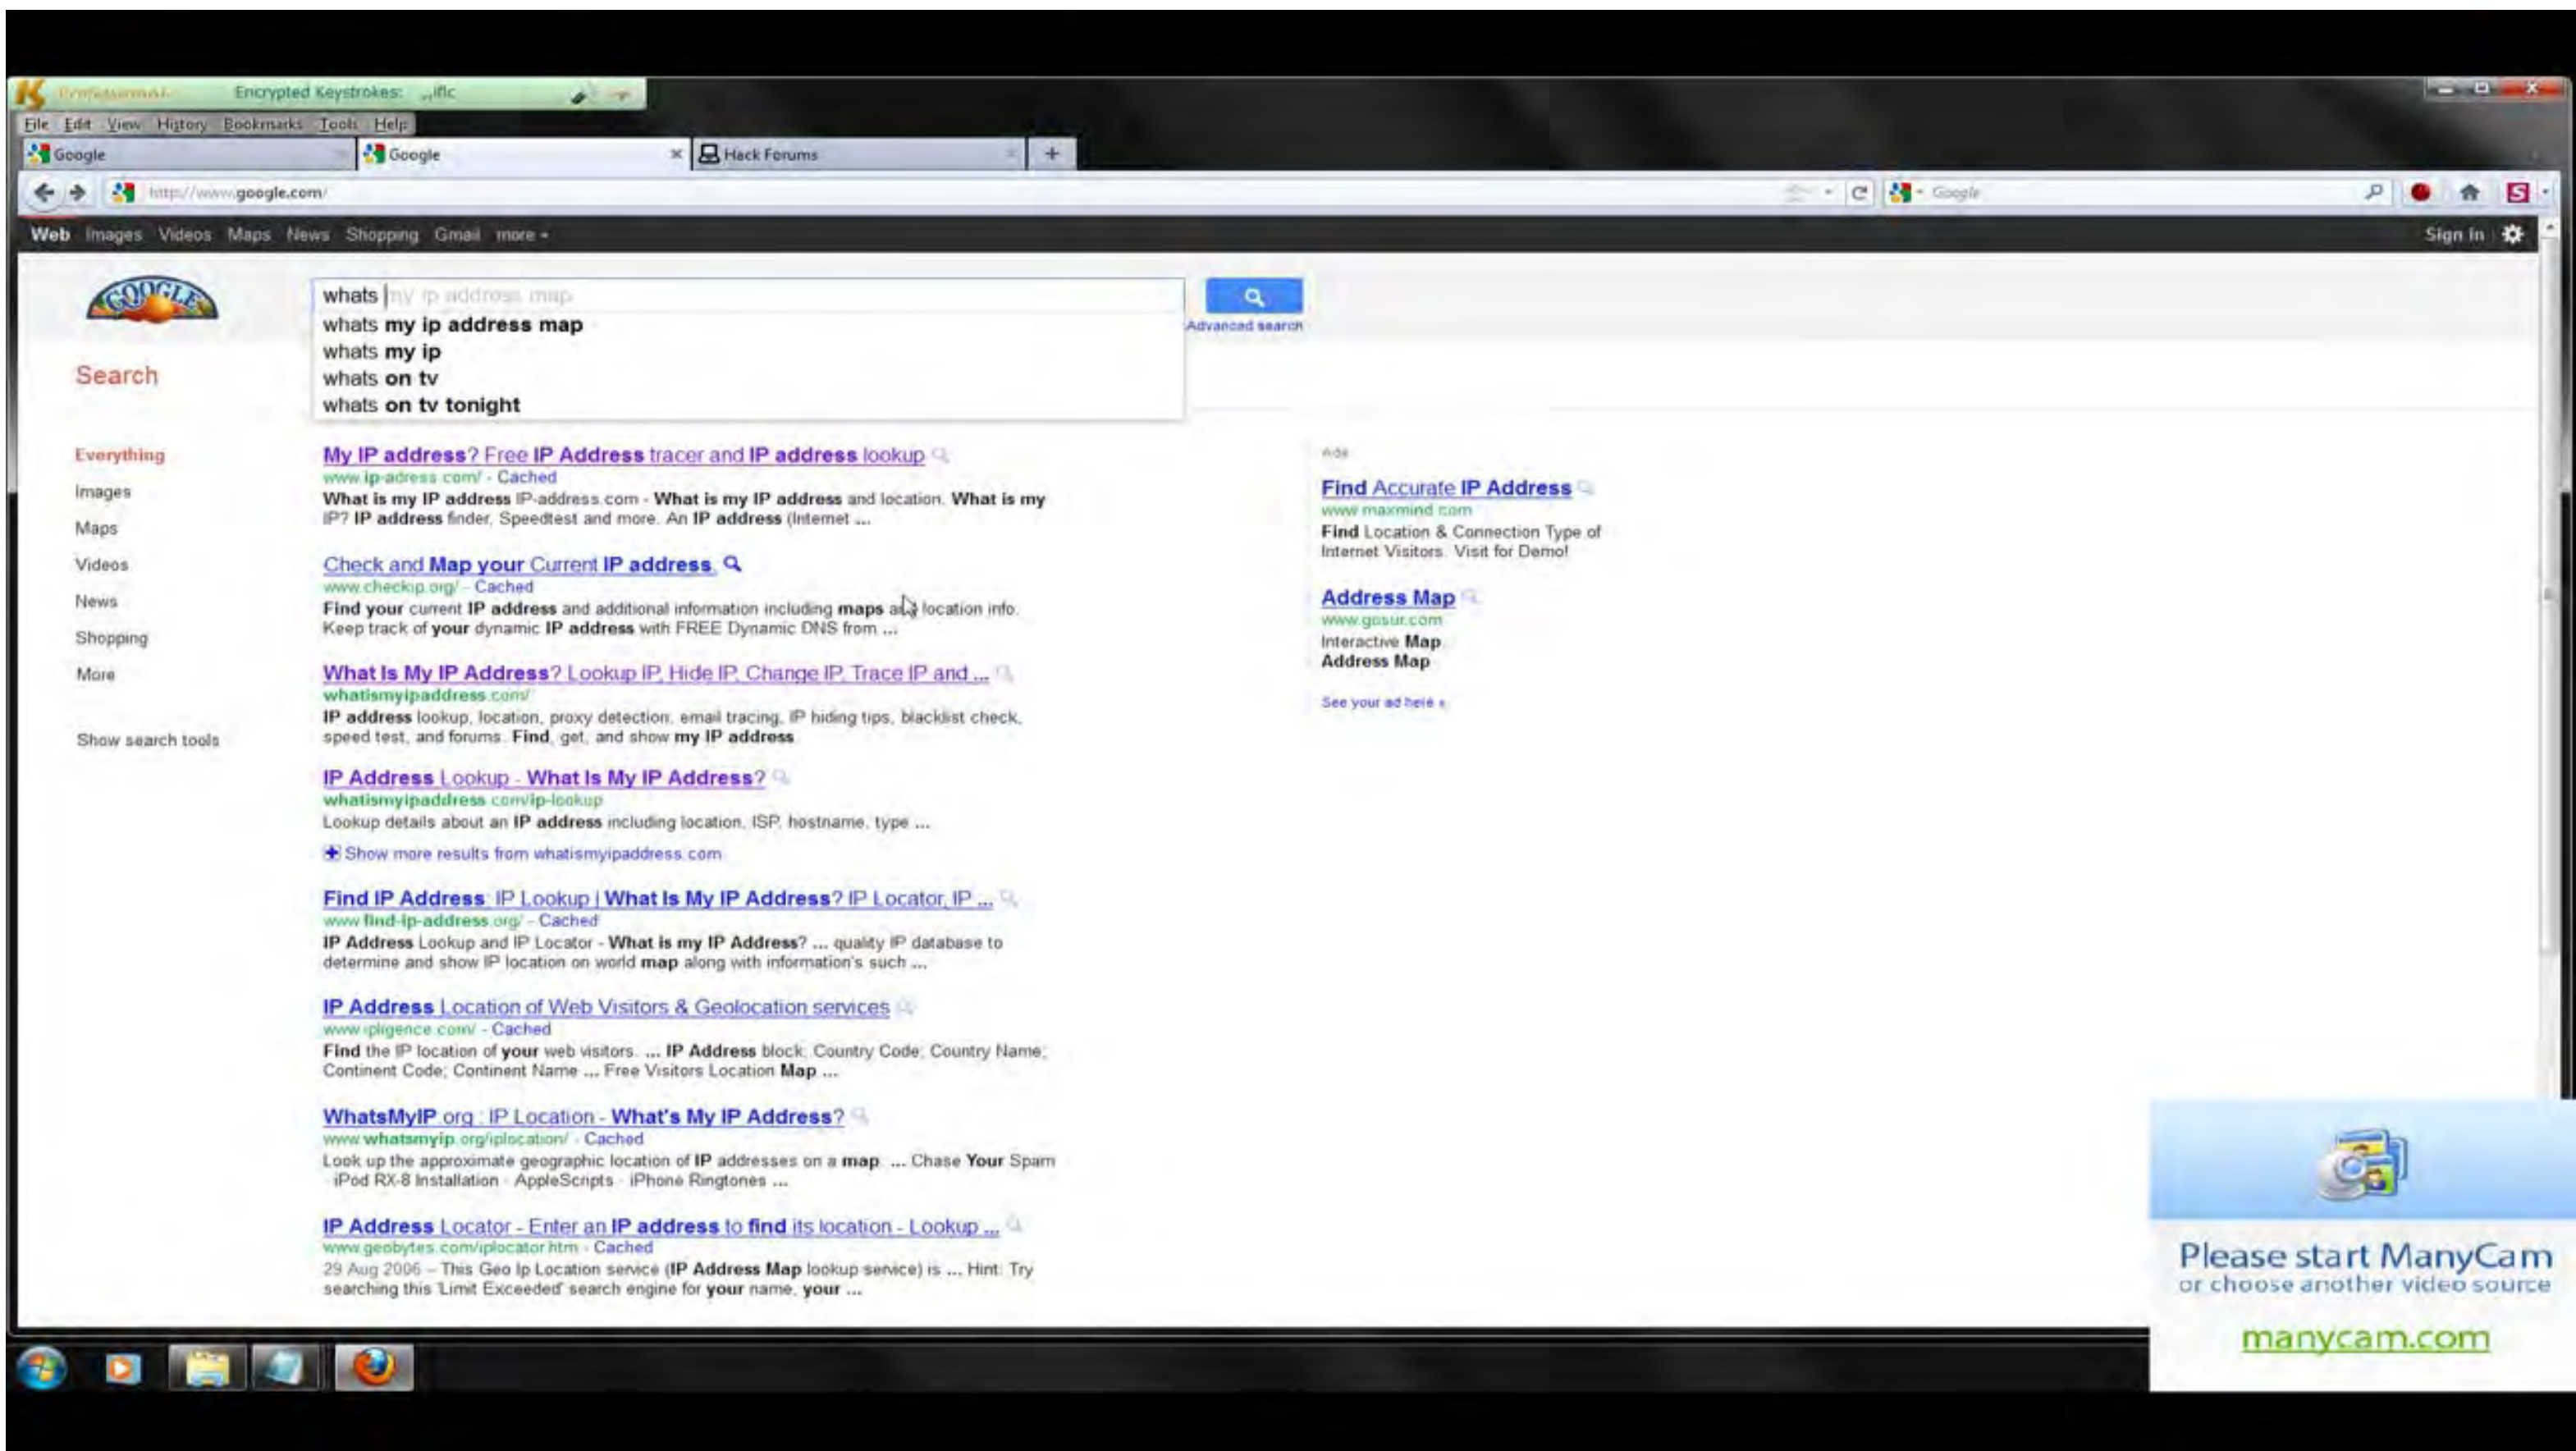 Professional
Encrypted Keystrokes: ,,iflc
File Edit View History Bookmarks Tools Help
Google
Google
Hack Forums
http://www.google.com/
Google
Web Images Videos Maps News Shopping Gmail more
Sign in
GOOGLE
whats my ip address map
whats my ip address map
whats my ip
whats on tv
whats on tv tonight
Advanced search
Search
Everything
Images
Maps
Videos
News
Shopping
More
Show search tools
My IP address? Free IP Address tracer and IP address lookup
www.ip-adress.com/ - Cached
What is my IP address IP-address.com - What is my IP address and location. What is my
IP? IP address finder, Speedtest and more. An IP address (Internet ...
Check and Map your Current IP address.
www.checkip.org/ - Cached
Find your current IP address and additional information including maps and location info.
Keep track of your dynamic IP address with FREE Dynamic DNS from ...
What Is My IP Address? Lookup IP, Hide IP, Change IP, Trace IP and ...
whatismyipaddress.com/
IP address lookup, location, proxy detection, email tracing, IP hiding tips, blacklist check,
speed test, and forums. Find, get, and show my IP address
IP Address Lookup - What Is My IP Address?
whatismyipaddress.com/ip-lookup
Lookup details about an IP address including location, ISP, hostname, type ...
Show more results from whatismyipaddress.com
Find IP Address: IP Lookup | What Is My IP Address? IP Locator, IP ...
www.find-ip-address.org/ - Cached
IP Address Lookup and IP Locator - What is my IP Address? ... quality IP database to
determine and show IP location on world map along with information's such ...
IP Address Location of Web Visitors & Geolocation services
www.ipligence.com/ - Cached
Find the IP location of your web visitors. ... IP Address block; Country Code; Country Name;
Continent Code; Continent Name ... Free Visitors Location Map ...
WhatsMyIP.org : IP Location - What's My IP Address?
www.whatsmyip.org/iplocation/ - Cached
Look up the approximate geographic location of IP addresses on a map. ... Chase Your Spam
· iPod RX-8 Installation · AppleScripts · iPhone Ringtones ...
IP Address Locator - Enter an IP address to find its location - Lookup ...
www.geobytes.com/iplocator.htm - Cached
29 Aug 2006 – This Geo Ip Location service (IP Address Map lookup service) is ... Hint: Try
searching this 'Limit Exceeded' search engine for your name, your ...
Ads
Find Accurate IP Address
www.maxmind.com
Find Location & Connection Type of
Internet Visitors. Visit for Demo!
Address Map
www.gosur.com
Interactive Map.
Address Map
See your ad here »
Please start ManyCam
or choose another video source
manycam.com